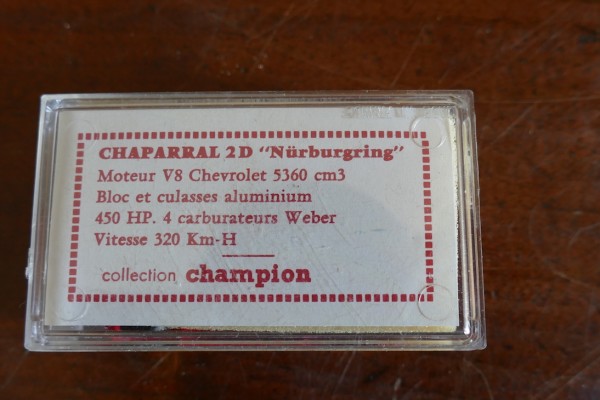 CHAPARRAL 2D "Nürburgring"
Moteur V8 Chevrolet 5360 cm3
Bloc et culasses aluminium
450 HP. 4 carburateurs Weber
Vitesse 320 Km-H
collection champion